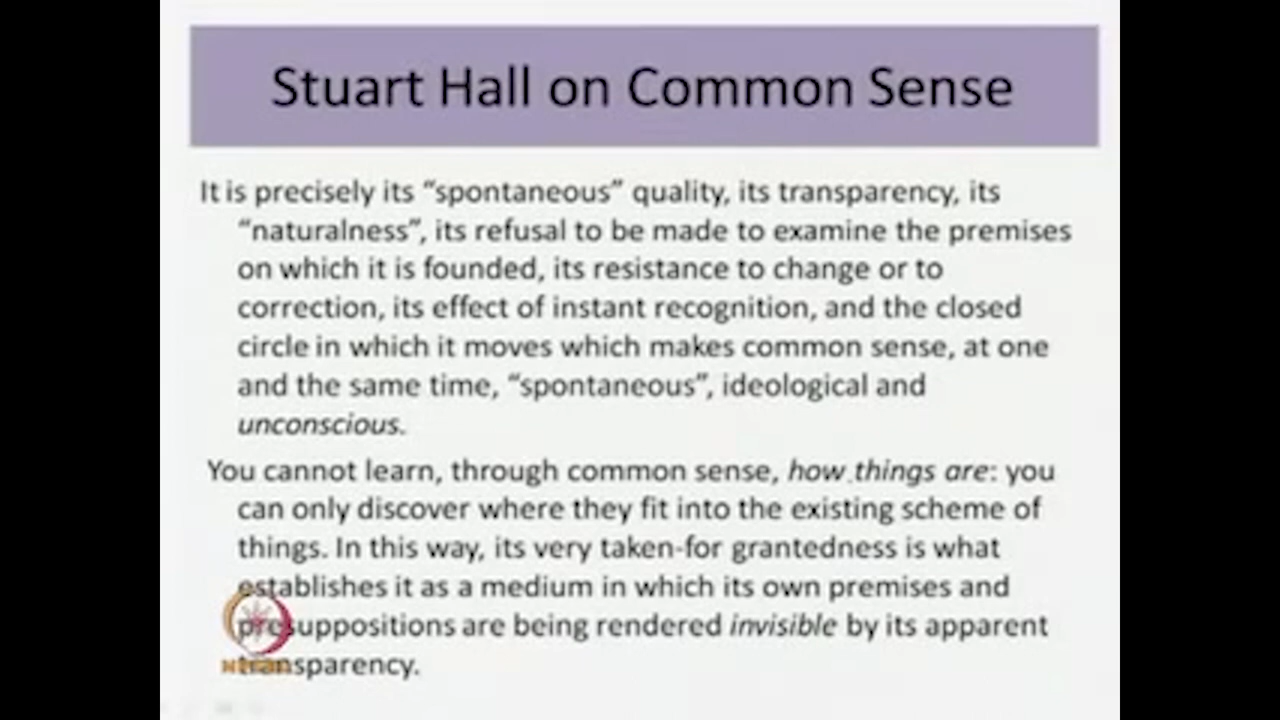 Stuart Hall on Common Sense
It is precisely its “spontaneous” quality, its transparency, its
“naturalness”, its refusal to be made to examine the premises
on which it is founded, its resistance to change or to
correction, its effect of instant recognition, and the closed
circle in which it moves which makes common sense, at one
and the same time, “spontaneous”, ideological and
unconscious.
You cannot learn, through common sense, how things are: you
can only discover where they fit into the existing scheme of
things. In this way, its very taken-for grantedness is what
establishes it as a medium in which its own premises and
presuppositions are being rendered invisible by its apparent
transparency.